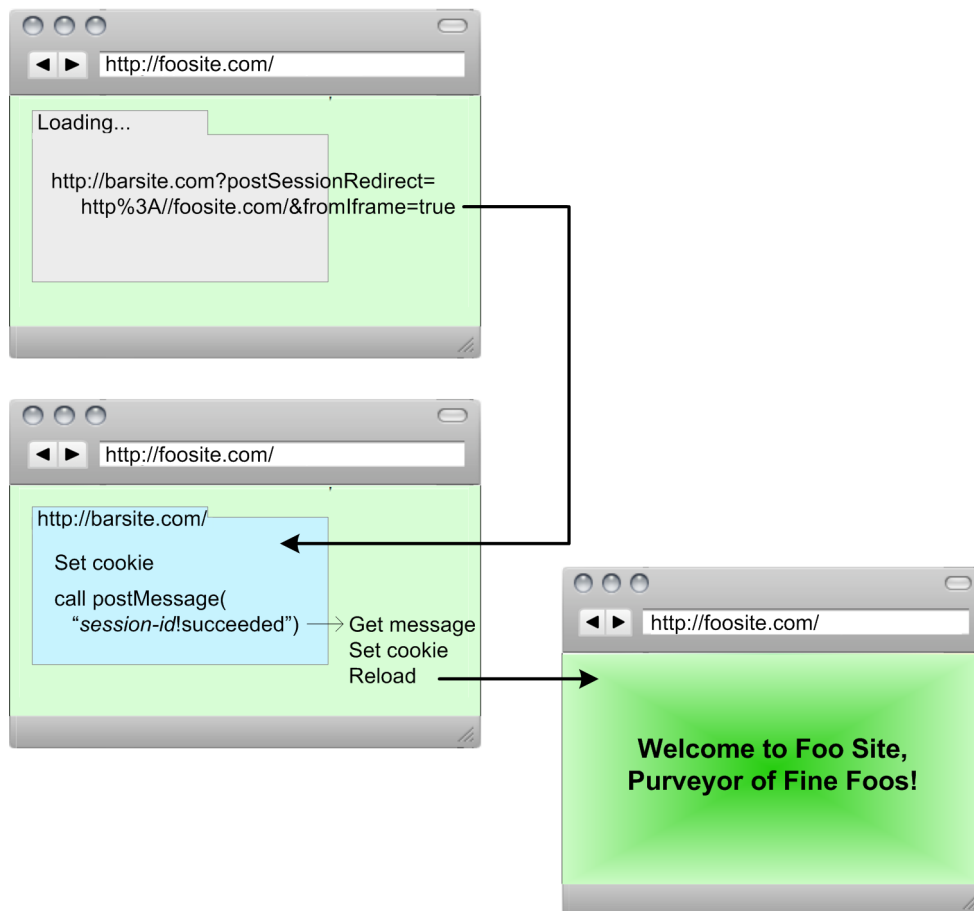 http://foosite.com/
Loading...
http://barsite.com?postSessionRedirect=
http%3A//foosite.com/&fromIframe=true
http://foosite.com/
http://barsite.com/
Set cookie
call postMessage(
“session-id!succeeded”)
Get message
Set cookie
Reload
http://foosite.com/
Welcome to Foo Site,
Purveyor of Fine Foos!